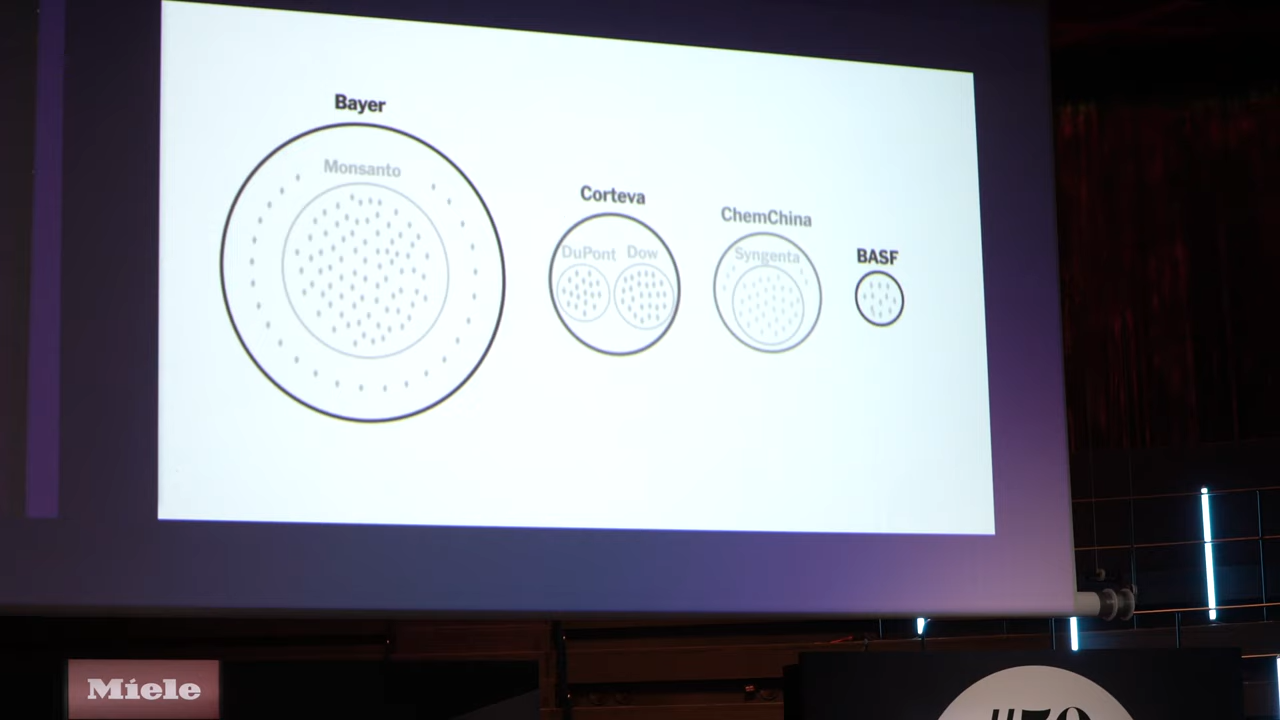 Bayer
Monsanto
Corteva
DuPont Dow
ChemChina
Syngenta
BASF
Miele